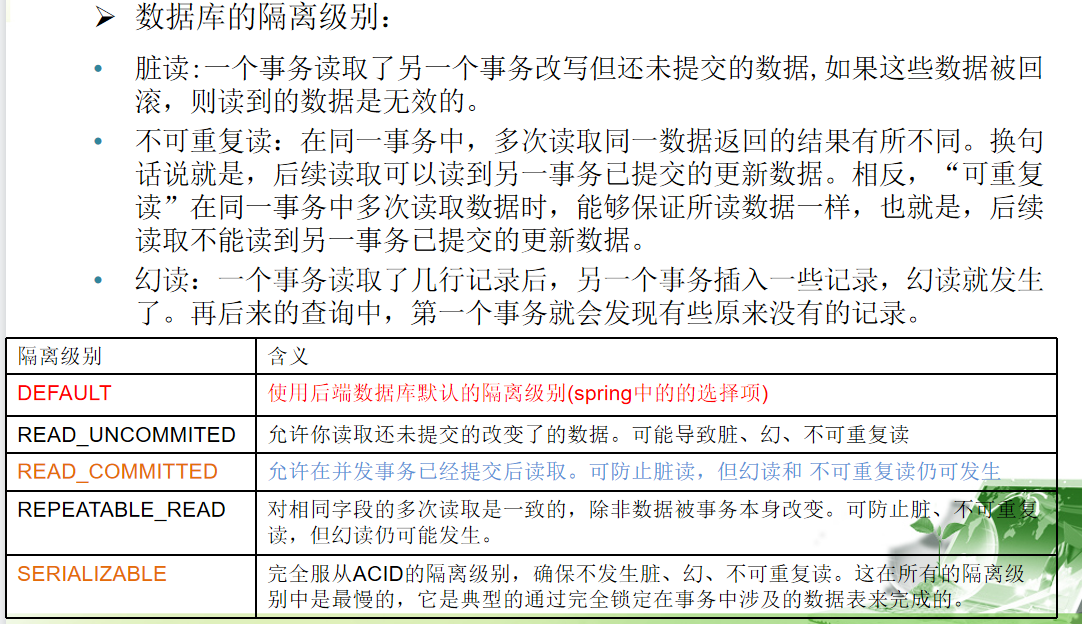 ➢ 数据库的隔离级别：
• 脏读:一个事务读取了另一个事务改写但还未提交的数据,如果这些数据被回
滚，则读到的数据是无效的。
• 不可重复读：在同一事务中，多次读取同一数据返回的结果有所不同。换句
话说就是，后续读取可以读到另一事务已提交的更新数据。相反，“可重复
读”在同一事务中多次读取数据时，能够保证所读数据一样，也就是，后续
读取不能读到另一事务已提交的更新数据。
• 幻读：一个事务读取了几行记录后，另一个事务插入一些记录，幻读就发生
了。再后来的查询中，第一个事务就会发现有些原来没有的记录。
隔离级别 含义
DEFAULT 使用后端数据库默认的隔离级别(spring中的的选择项)
READ_UNCOMMITED 允许你读取还未提交的改变了的数据。可能导致脏、幻、不可重复读
READ_COMMITTED 允许在并发事务已经提交后读取。可防止脏读，但幻读和 不可重复读仍可发生
REPEATABLE_READ 对相同字段的多次读取是一致的，除非数据被事务本身改变。可防止脏、不可重复
读，但幻读仍可能发生。
SERIALIZABLE 完全服从ACID的隔离级别，确保不发生脏、幻、不可重复读。这在所有的隔离级
别中是最慢的，它是典型的通过完全锁定在事务中涉及的数据表来完成的。